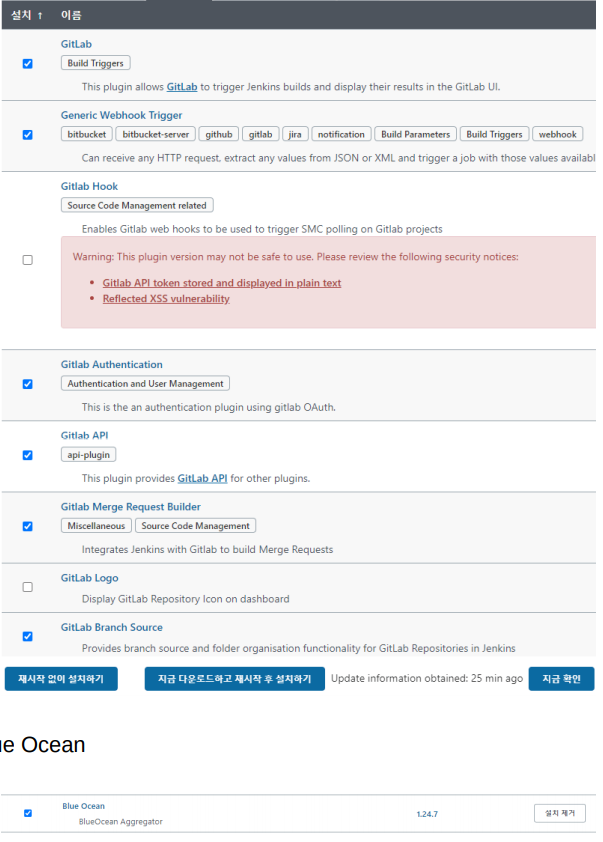 설치 ↑ 이름
GitLab
Build Triggers
This plugin allows GitLab to trigger Jenkins builds and display their results in the GitLab UI.
Generic Webhook Trigger
bitbucket bitbucket-server github gitlab jira notification Build Parameters Build Triggers webhook
Can receive any HTTP request, extract any values from JSON or XML and trigger a job with those values availabl
Gitlab Hook
Source Code Management related
Enables Gitlab web hooks to be used to trigger SMC polling on Gitlab projects
Warning: This plugin version may not be safe to use. Please review the following security notices:
• Gitlab API token stored and displayed in plain text
• Reflected XSS vulnerability
Gitlab Authentication
Authentication and User Management
This is the an authentication plugin using gitlab OAuth.
Gitlab API
api-plugin
This plugin provides GitLab API for other plugins.
Gitlab Merge Request Builder
Miscellaneous Source Code Management
Integrates Jenkins with Gitlab to build Merge Requests
GitLab Logo
Display GitLab Repository Icon on dashboard
GitLab Branch Source
Provides branch source and folder organisation functionality for GitLab Repositories in Jenkins
재시작 없이 설치하기 지금 다운로드하고 재시작 후 설치하기 Update information obtained: 25 min ago 지금 확인
ue Ocean
Blue Ocean 1.24.7 설치 제거
BlueOcean Aggregator